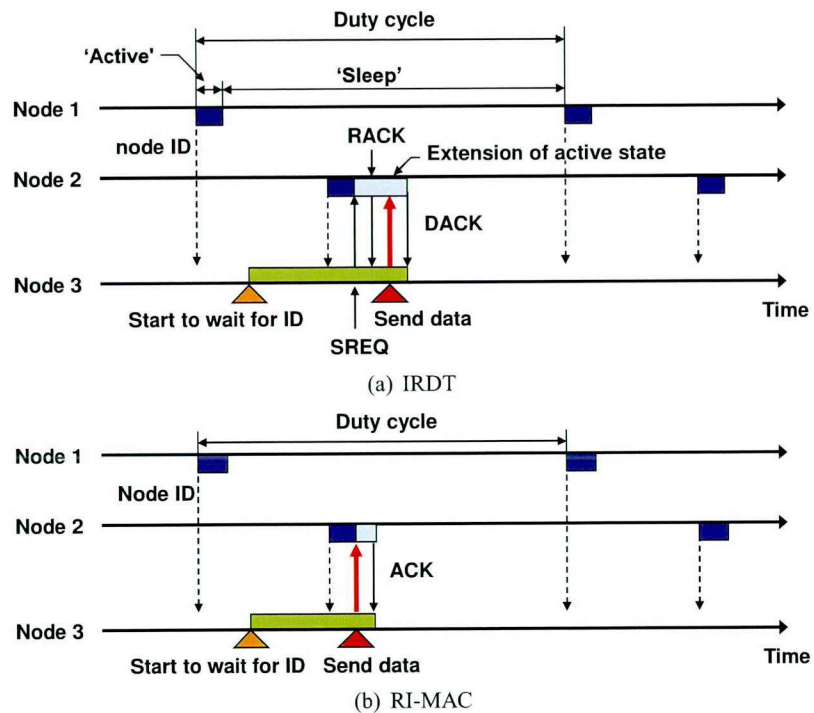 Duty cycle
'Active'
'Sleep'
Node 1
node ID
RACK
Extension of active state
Node 2
DACK
Node 3
Time
Start to wait for ID
Send data
SREQ
(a) IRDT
Duty cycle
Node 1
Node ID
Node 2
ACK
Node 3
Time
Start to wait for ID
Send data
(b) RI-MAC